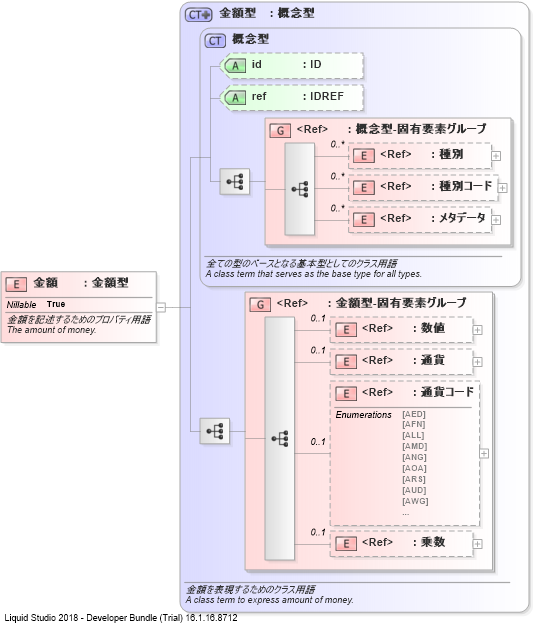 CT 金額型 : 概念型
CT 概念型
A id : ID
A ref : IDREF
G <Ref> : 概念型-固有要素グループ
0..*
E <Ref> : 種別
0..*
E <Ref> : 種別コード
0..*
E <Ref> : メタデータ
全ての型のベースとなる基本型としてのクラス用語
A class term that serves as the base type for all types.
E 金額 : 金額型
Nillable True
金額を記述するためのプロパティ用語
The amount of money.
G <Ref> : 金額型-固有要素グループ
0..1
E <Ref> : 数値
0..1
E <Ref> : 通貨
E <Ref> : 通貨コード
Enumerations [AED]
[AFN]
[ALL]
0..1
[AMD]
[ANG]
[AOA]
[ARS]
[AUD]
[AWG]
...
0..1
E <Ref> : 乗数
金額を表現するためのクラス用語
A class term to express amount of money.
Liquid Studio 2018 - Developer Bundle (Trial) 16.1.16.8712